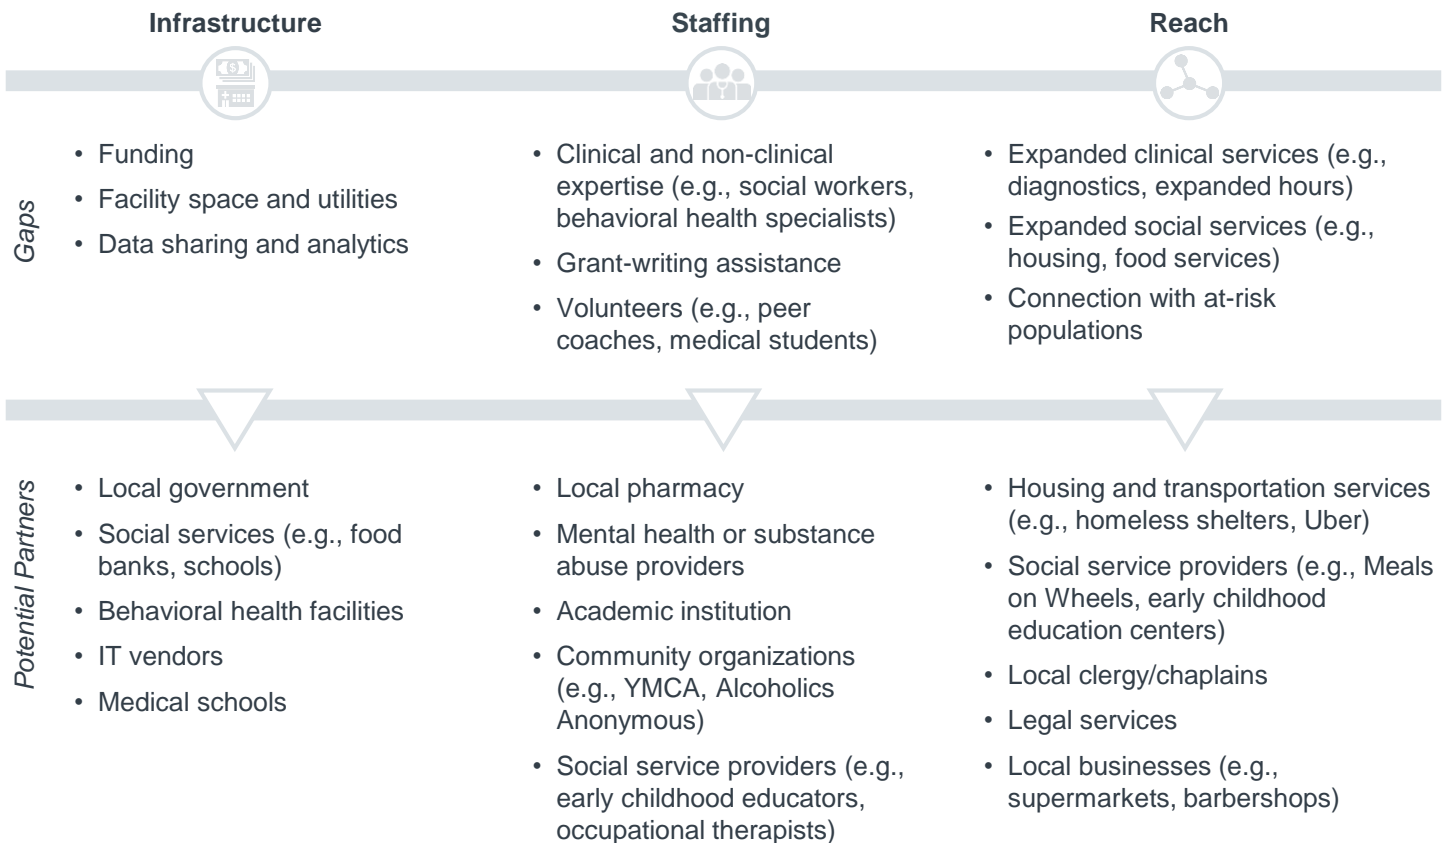 Infrastructure
Staffing
Reach
$
Gaps
• Funding
• Facility space and utilities
• Data sharing and analytics
• Clinical and non-clinical
expertise (e.g., social workers,
behavioral health specialists)
• Grant-writing assistance
• Volunteers (e.g., peer
coaches, medical students)
• Expanded clinical services (e.g.,
diagnostics, expanded hours)
• Expanded social services (e.g.,
housing, food services)
• Connection with at-risk
populations
Potential Partners
• Local government
• Social services (e.g., food
banks, schools)
• Behavioral health facilities
• IT vendors
• Medical schools
• Local pharmacy
• Mental health or substance
abuse providers
• Academic institution
• Community organizations
(e.g., YMCA, Alcoholics
Anonymous)
• Social service providers (e.g.,
early childhood educators,
occupational therapists)
• Housing and transportation services
(e.g., homeless shelters, Uber)
• Social service providers (e.g., Meals
on Wheels, early childhood
education centers)
• Local clergy/chaplains
• Legal services
• Local businesses (e.g.,
supermarkets, barbershops)